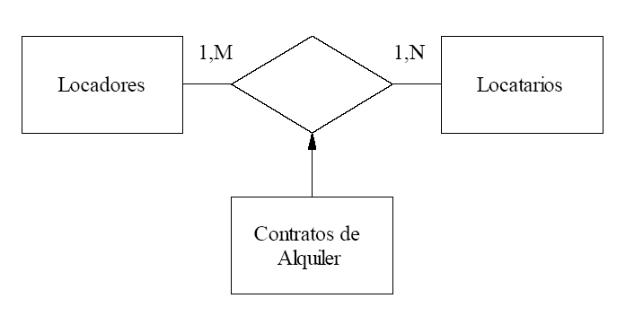 1,M
1,N
Locadores
Locatarios
Contratos de
Alquiler